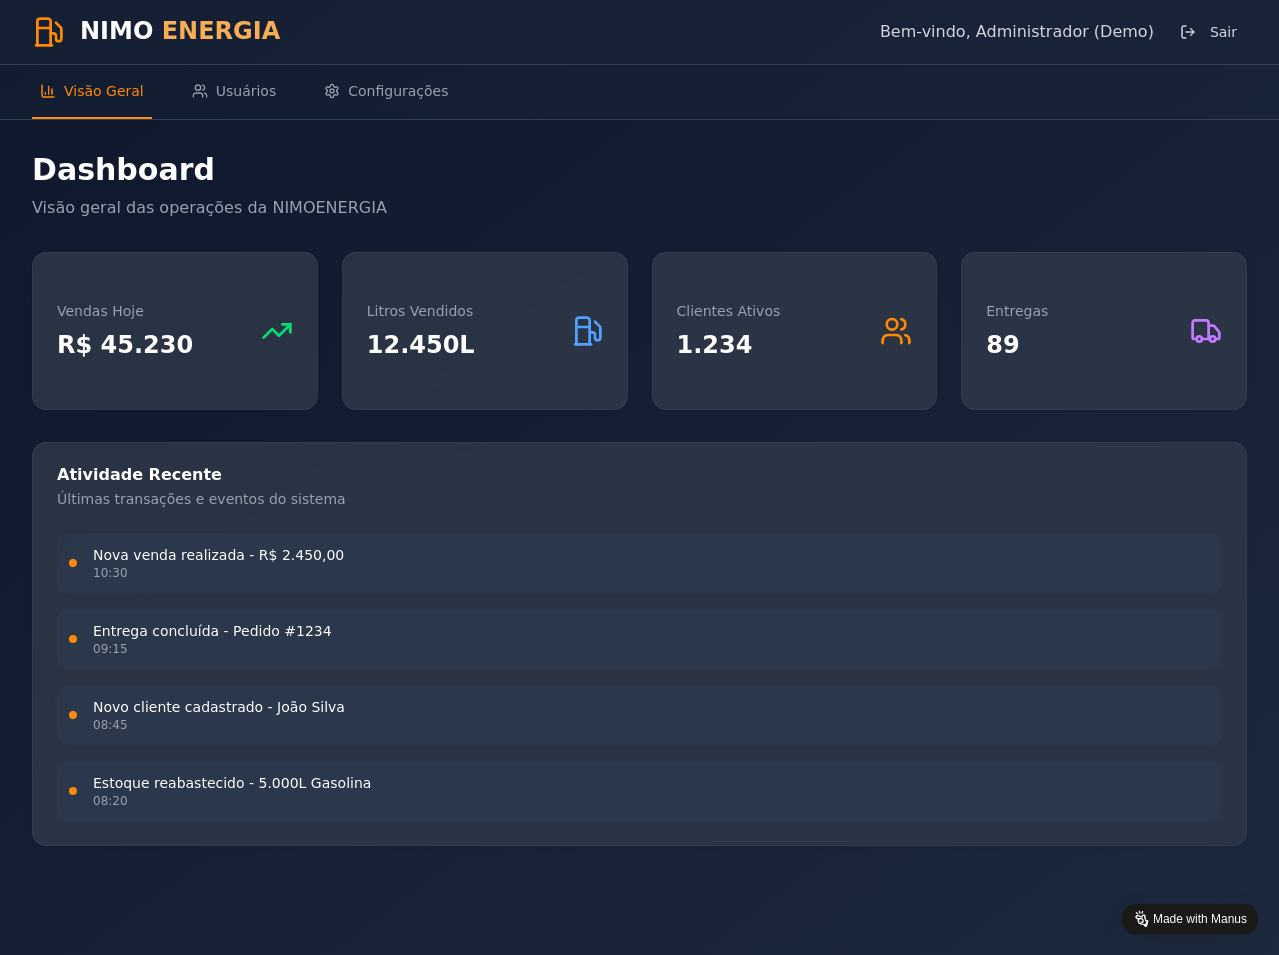 NIMO ENERGIA
Bem-vindo, Administrador (Demo)
Sair
Visão Geral
Usuários
Configurações
Dashboard
Visão geral das operações da NIMOENERGIA
Vendas Hoje
R$ 45.230
Litros Vendidos
12.450L
Clientes Ativos
1.234
Entregas
89
Atividade Recente
Últimas transações e eventos do sistema
Nova venda realizada - R$ 2.450,00
10:30
Entrega concluída - Pedido #1234
09:15
Novo cliente cadastrado - João Silva
08:45
Estoque reabastecido - 5.000L Gasolina
08:20
Made with Manus